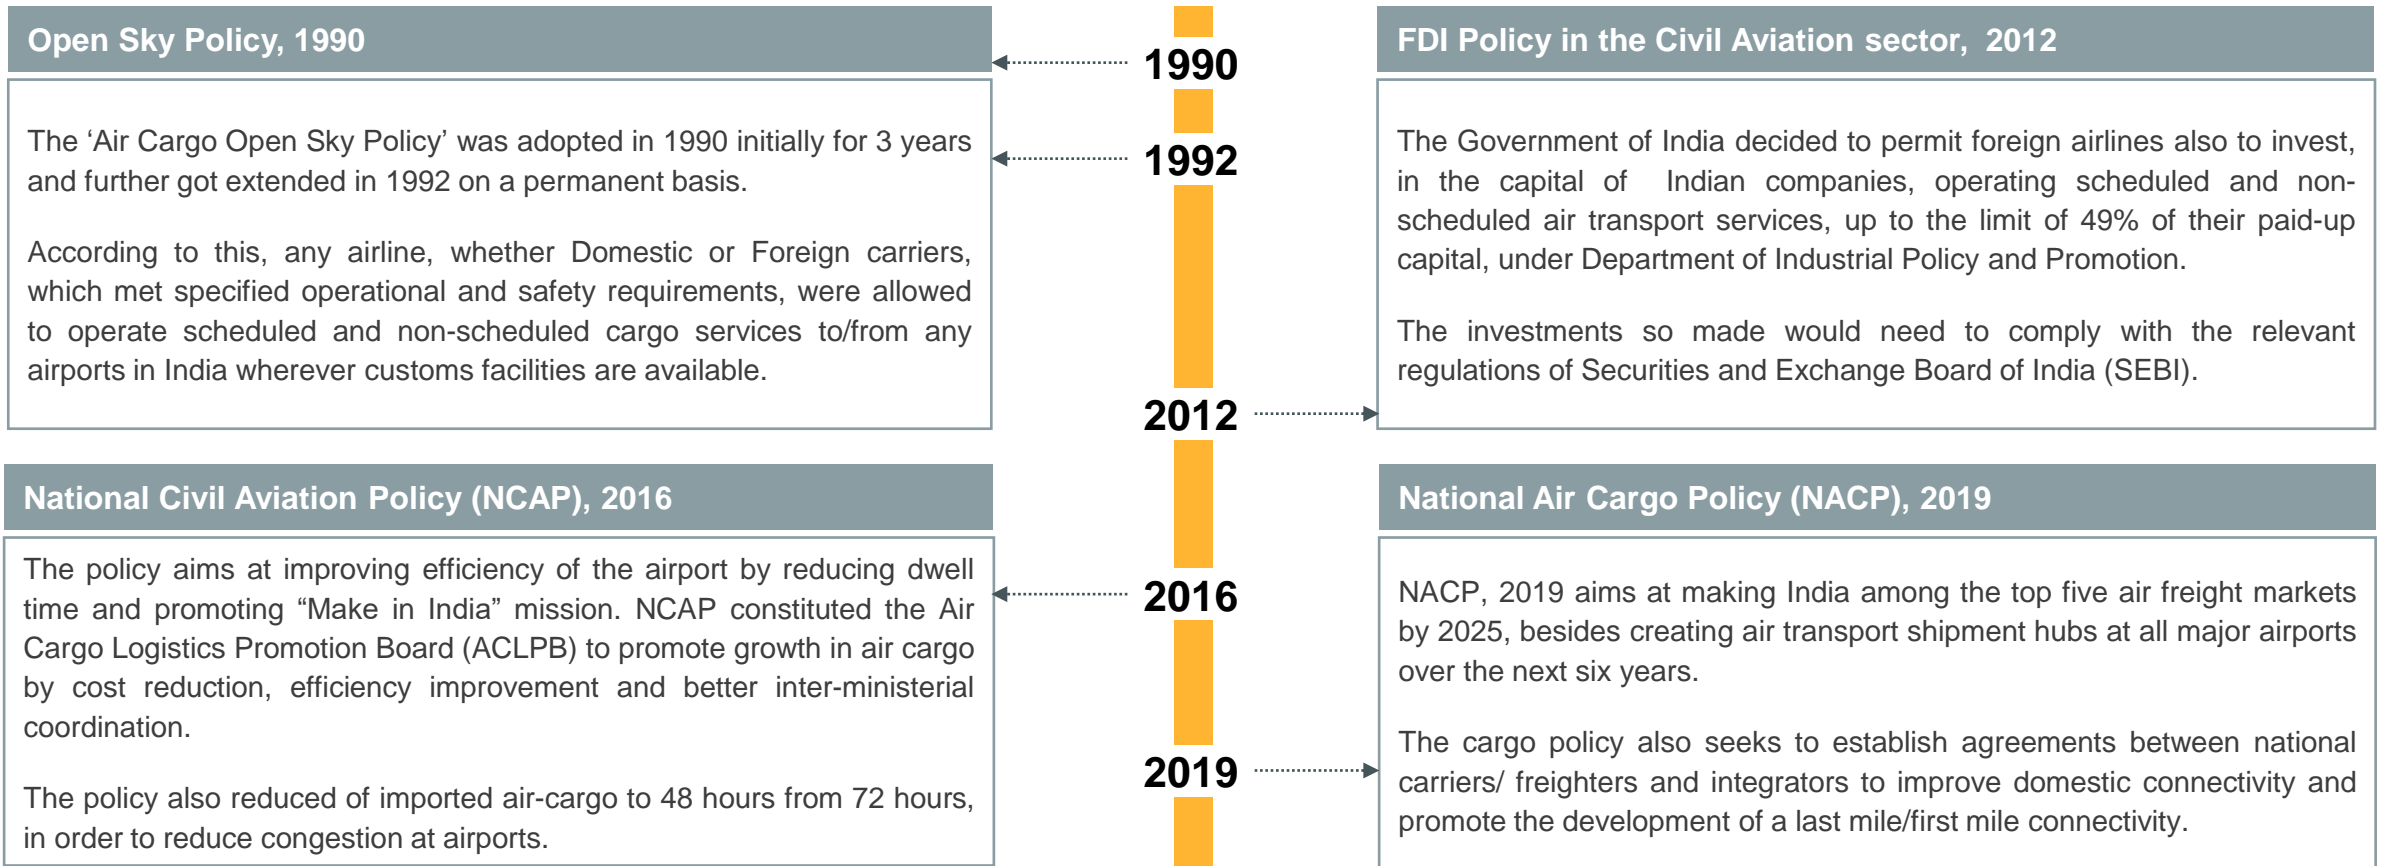 Open Sky Policy, 1990
The ‘Air Cargo Open Sky Policy’ was adopted in 1990 initially for 3 years
and further got extended in 1992 on a permanent basis.
According to this, any airline, whether Domestic or Foreign carriers,
which met specified operational and safety requirements, were allowed
to operate scheduled and non-scheduled cargo services to/from any
airports in India wherever customs facilities are available.
1990
1992
2012
2016
2019
FDI Policy in the Civil Aviation sector, 2012
The Government of India decided to permit foreign airlines also to invest,
in the capital of Indian companies, operating scheduled and non-
scheduled air transport services, up to the limit of 49% of their paid-up
capital, under Department of Industrial Policy and Promotion.
The investments so made would need to comply with the relevant
regulations of Securities and Exchange Board of India (SEBI).
National Civil Aviation Policy (NCAP), 2016
The policy aims at improving efficiency of the airport by reducing dwell
time and promoting “Make in India” mission. NCAP constituted the Air
Cargo Logistics Promotion Board (ACLPB) to promote growth in air cargo
by cost reduction, efficiency improvement and better inter-ministerial
coordination.
The policy also reduced of imported air-cargo to 48 hours from 72 hours,
in order to reduce congestion at airports.
National Air Cargo Policy (NACP), 2019
NACP, 2019 aims at making India among the top five air freight markets
by 2025, besides creating air transport shipment hubs at all major airports
over the next six years.
The cargo policy also seeks to establish agreements between national
carriers/ freighters and integrators to improve domestic connectivity and
promote the development of a last mile/first mile connectivity.